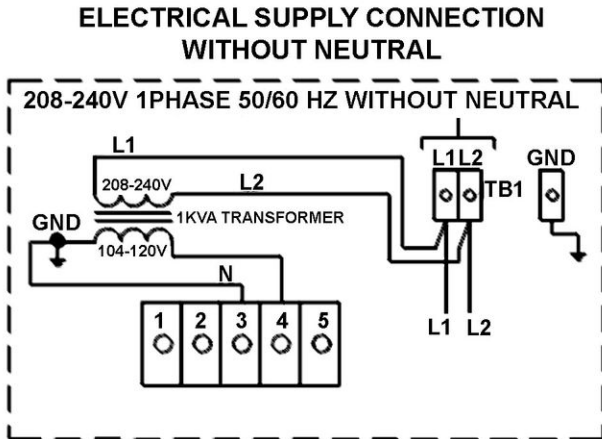 ELECTRICAL SUPPLY CONNECTION
WITHOUT NEUTRAL
208-240V 1PHASE 50/60 HZ WITHOUT NEUTRAL
L1
L1 L2
GND
208-240V
L2
TB1
GND
1KVA TRANSFORMER
104-120V
N
1 2 3 4 5
L1 L2